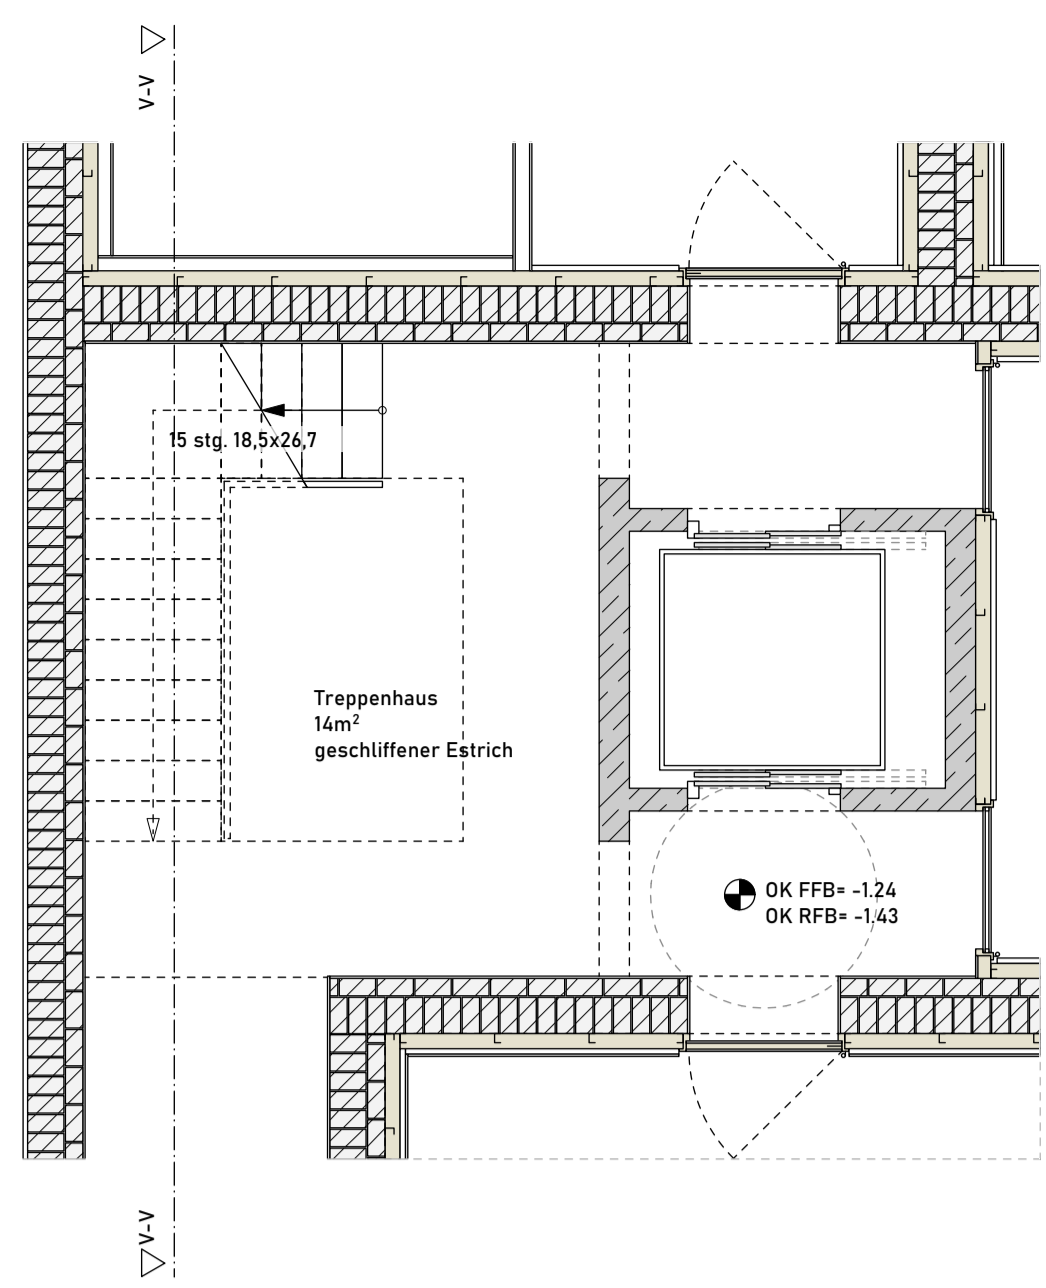 V-V
15 stg. 18,5x26,7
Treppenhaus
14m²
geschliffener Estrich
OK FFB= -1.24
OK RFB= -1.43
V-V